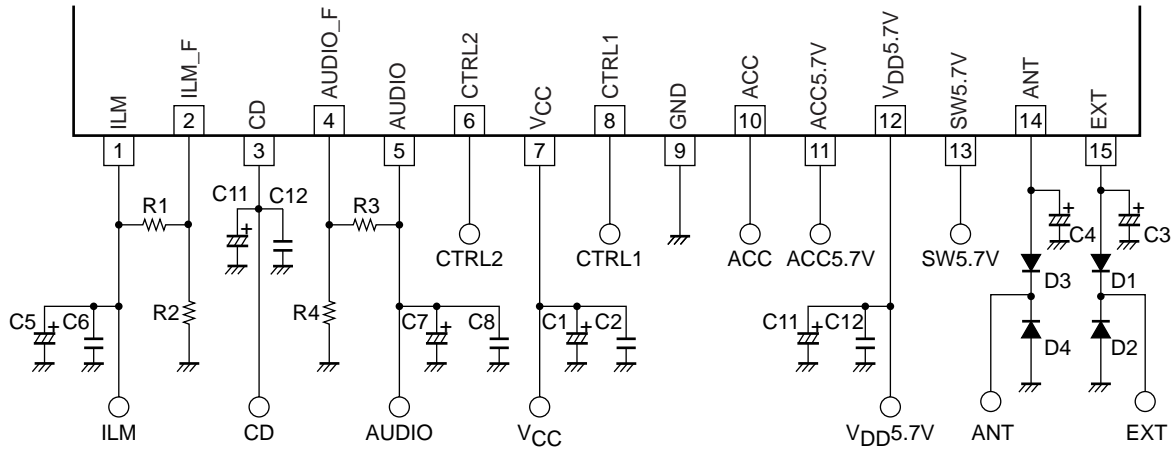 ILM
ILM_F
CD
AUDIO_F
AUDIO
CTRL2
VCC
CTRL1
GND
ACC
ACC5.7V
VDD5.7V
SW5.7V
ANT
EXT
1
2
3
4
5
6
7
8
9
10
11
12
13
14
15
R1
C11
+
C12
R3
C4
+
C3
+
CTRL2
CTRL1
ACC
ACC5.7V
SW5.7V
D3
D1
C5
+
C6
R2
R4
C7
+
C8
C1
+
C2
C11
+
C12
D4
D2
ILM
CD
AUDIO
VCC
VDD5.7V
ANT
EXT